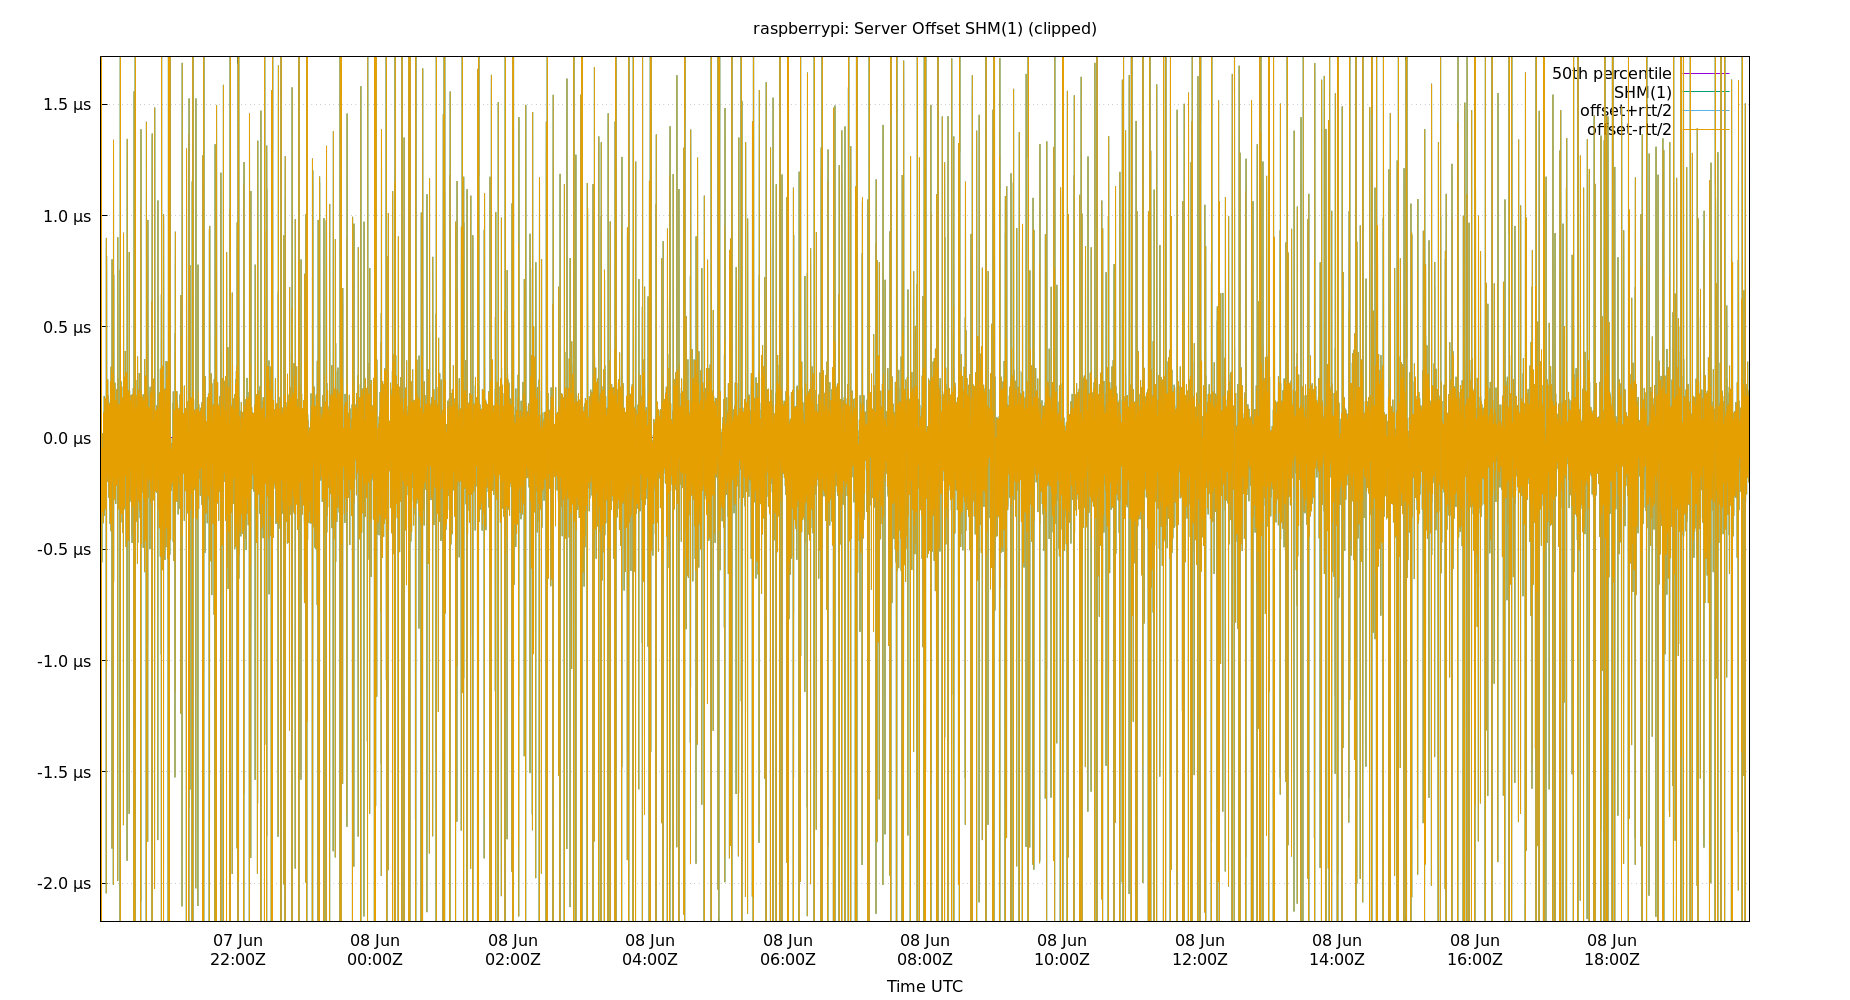 raspberrypi: Server Offset SHM(1) (clipped)
50th percentile
SHM(1)
offset+rtt/2
offset-rtt/2
1.5 µs
1.0 µs
0.5 µs
0.0 µs
-0.5 µs
-1.0 µs
-1.5 µs
-2.0 µs
07 Jun 08 Jun 08 Jun 08 Jun 08 Jun 08 Jun 08 Jun 08 Jun 08 Jun 08 Jun 08 Jun
22:00Z 00:00Z 02:00Z 04:00Z 06:00Z 08:00Z 10:00Z 12:00Z 14:00Z 16:00Z 18:00Z
Time UTC